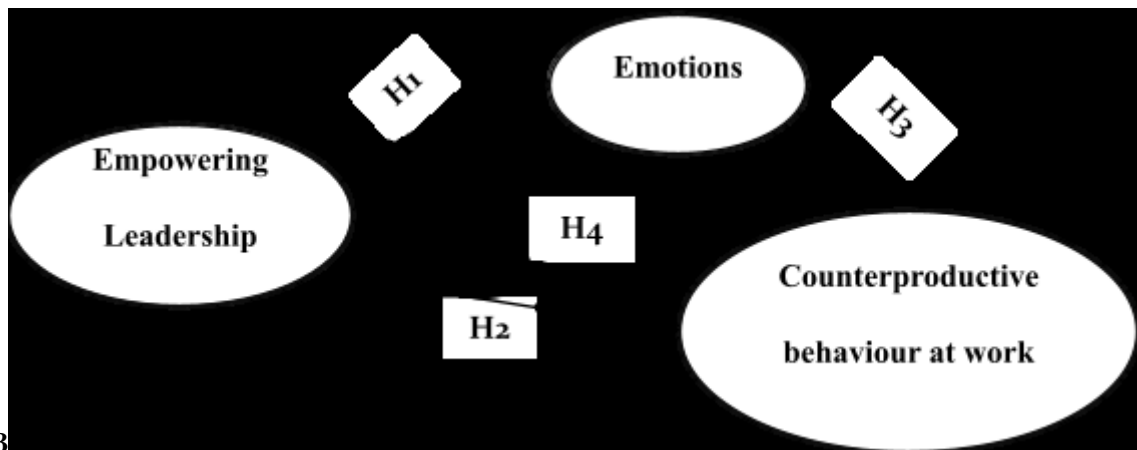 H1
Emotions
H3
Empowering
Leadership
H4
Counterproductive
behaviour at work
H2